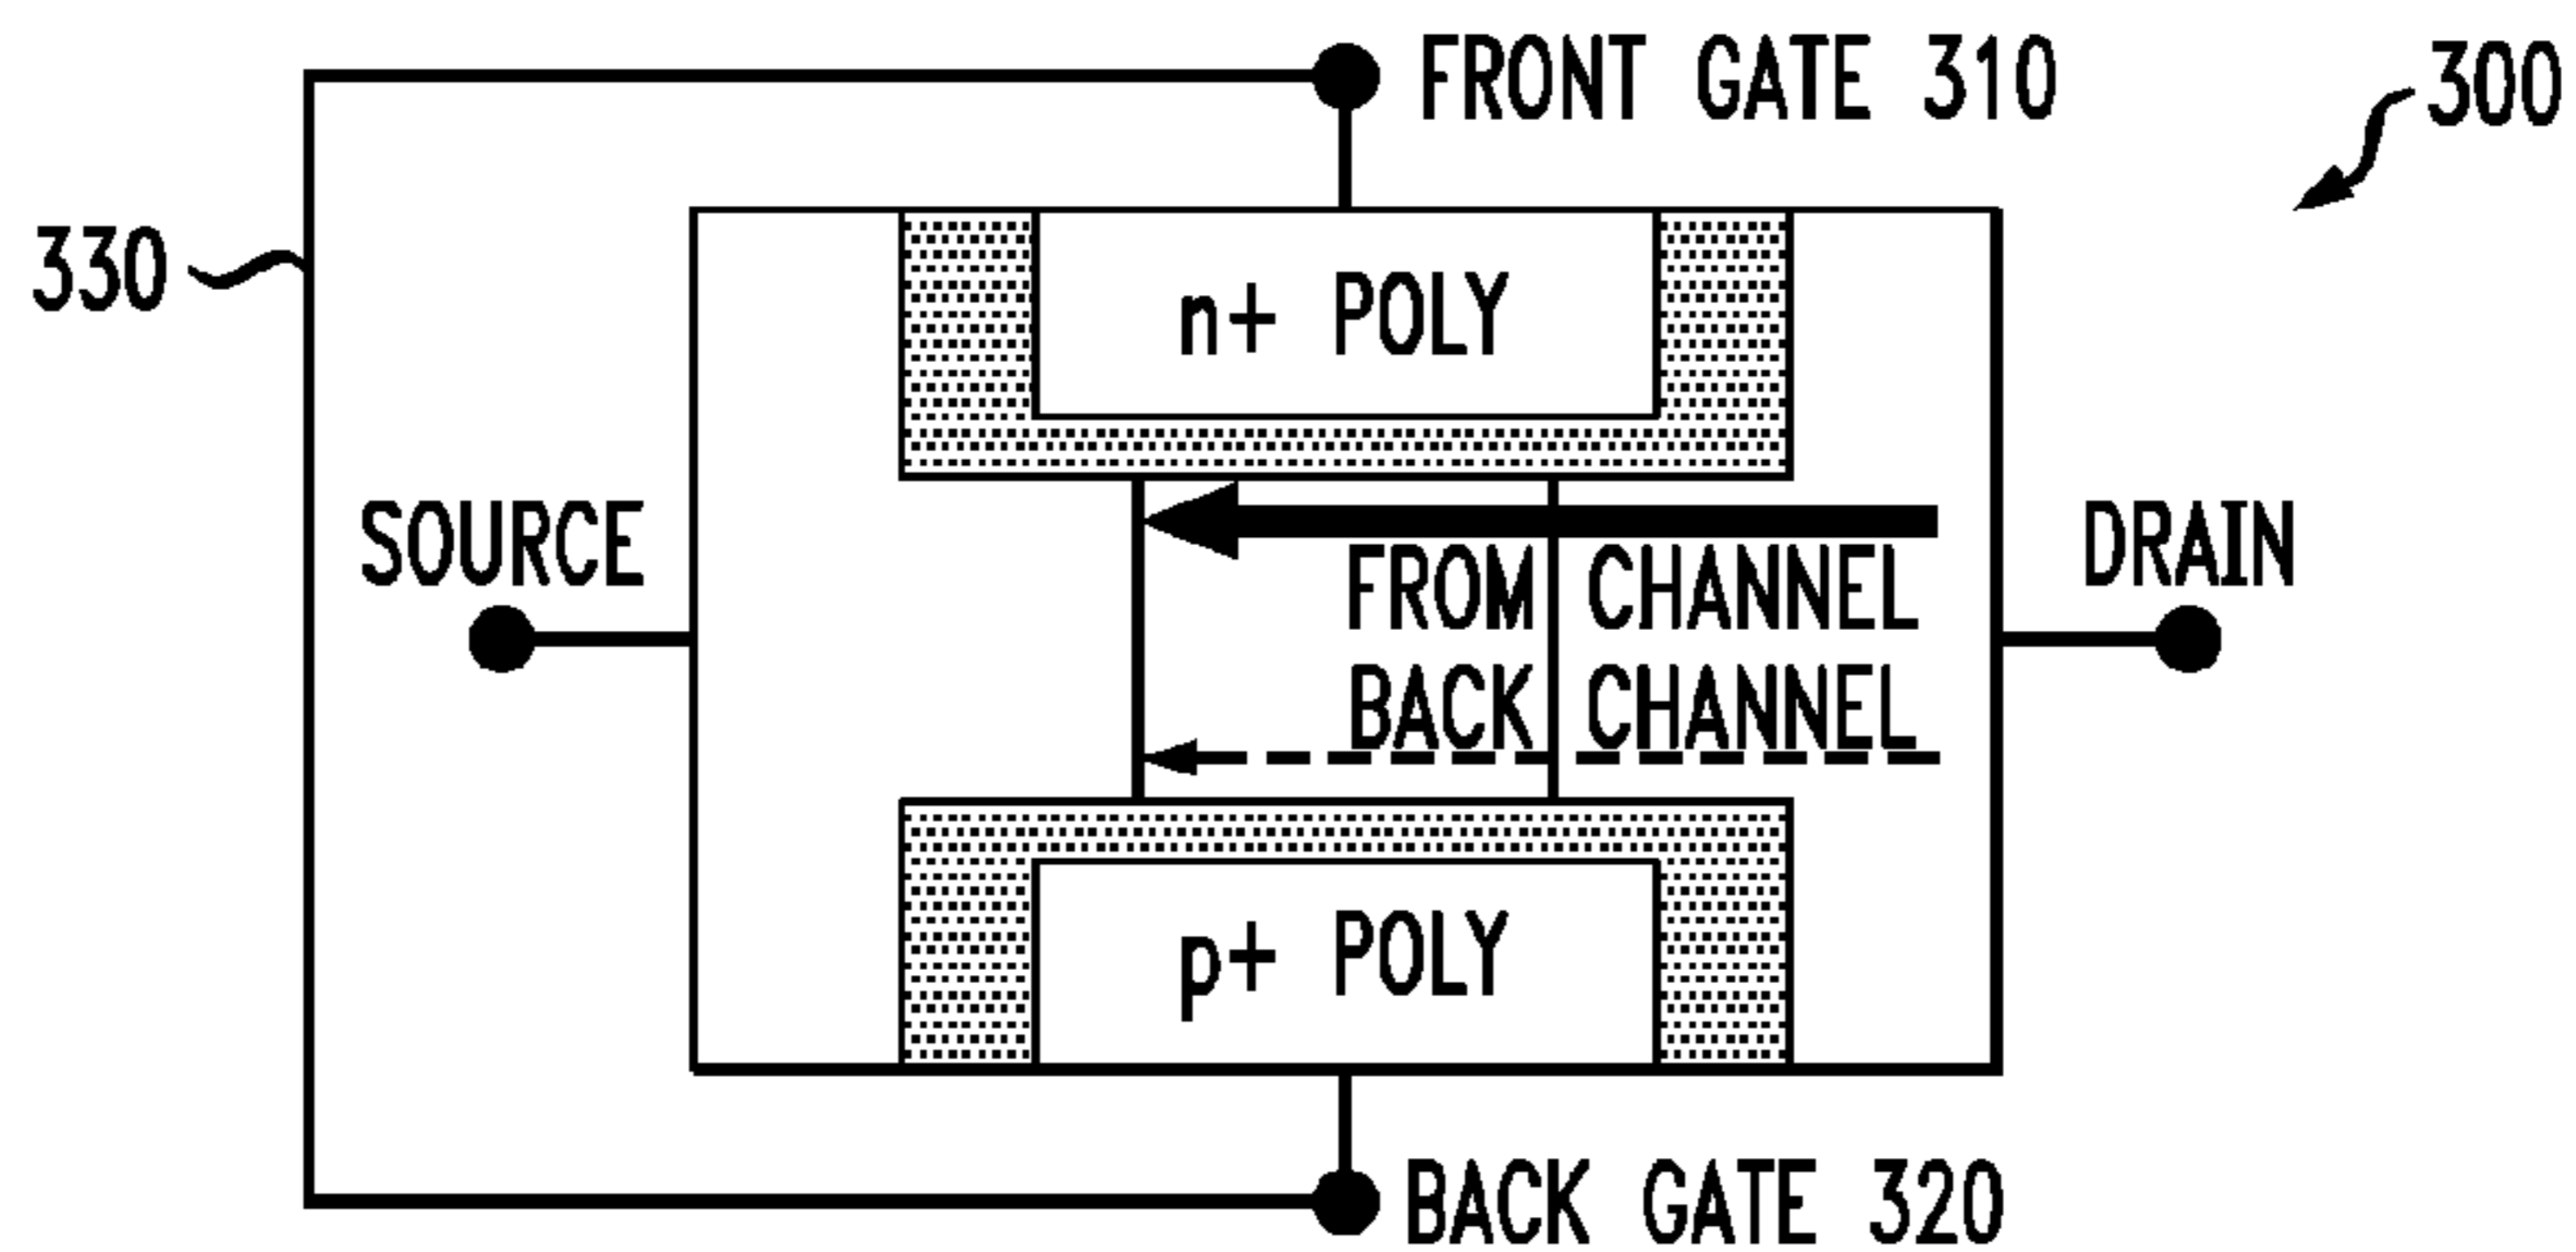 FRONT GATE 310
300
330
n+ POLY
SOURCE
FROM CHANNEL
DRAIN
BACK CHANNEL
p+ POLY
BACK GATE 320